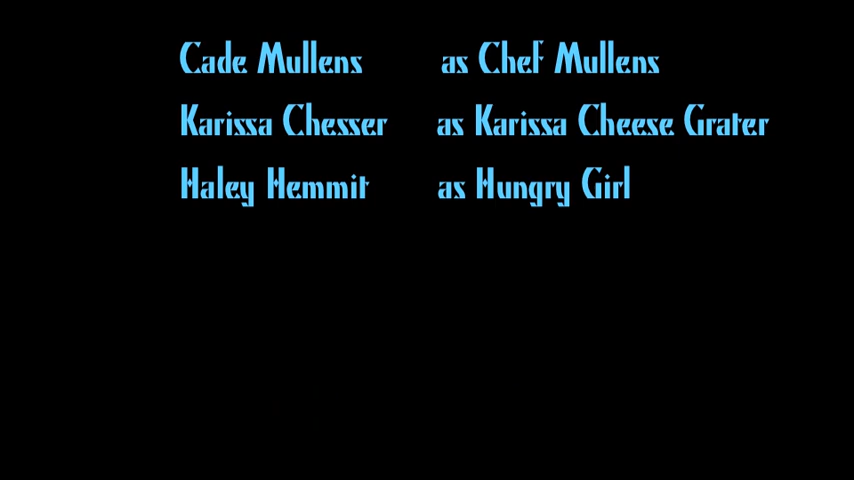 Cade Mullens as Chef Mullens
Karissa Chesser as Karissa Cheese Grater
Haley Hemmit as Hungry Girl